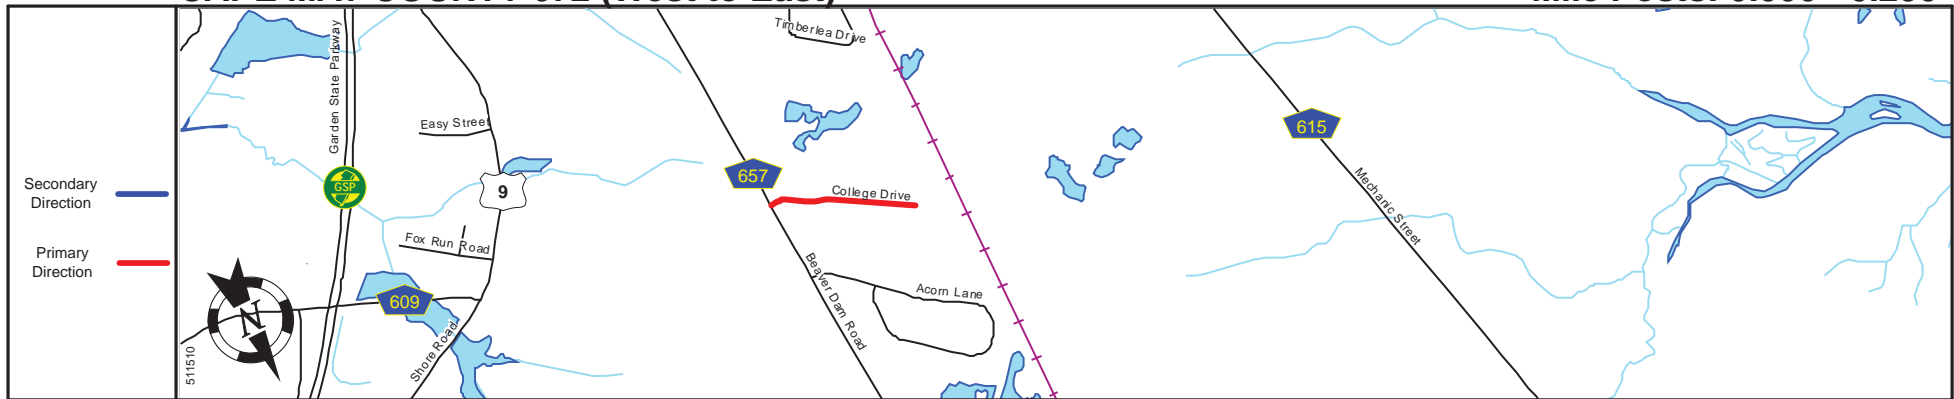 Secondary
Direction
Primary
Direction
Garden State Parkway
GSP
Easy Street
9
Fox Run Road
609
Shore Road
N
511510
Timberlea Drive
657
College Drive
Beaver Dam Road
Acorn Lane
615
Mechanic Street